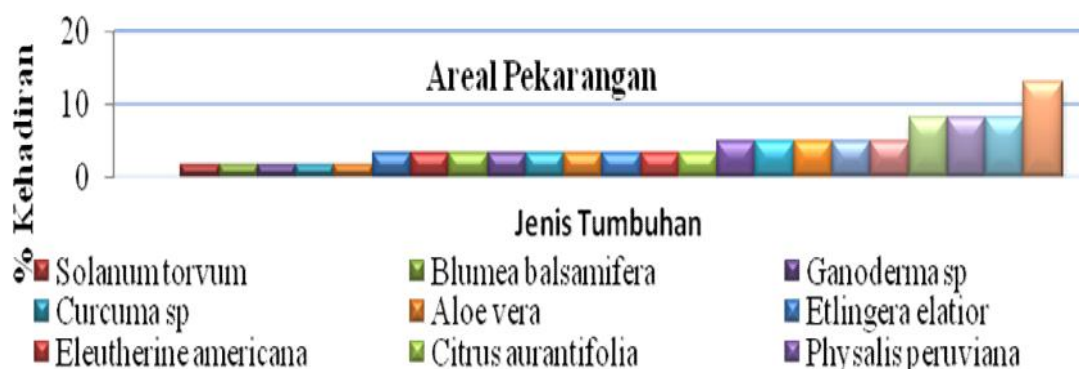 20
Areal Pekarangan
10
0
% Kehadiran
Jenis Tumbuhan
Solanum torvum
Blumea balsamifera
Ganoderma sp
Curcuma sp
Aloe vera
Etlingera elatior
Eleutherine americana
Citrus aurantifolia
Physalis peruviana